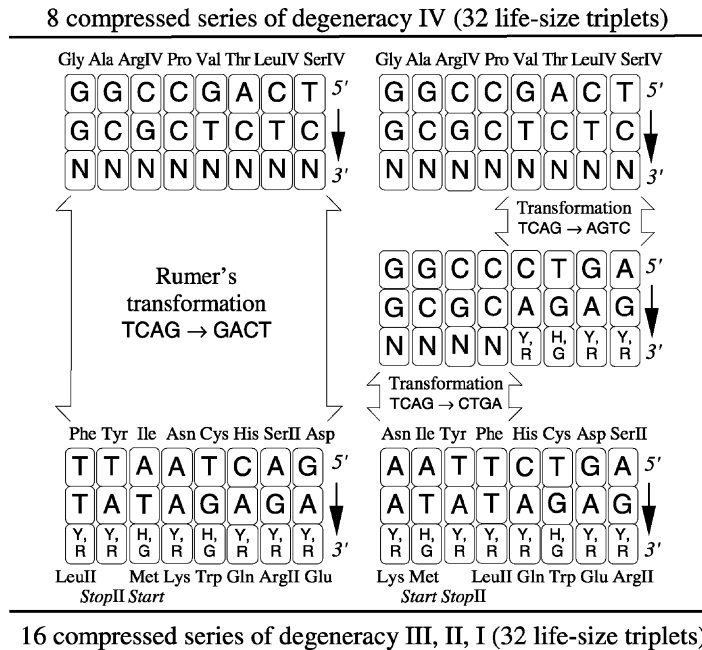 8 compressed series of degeneracy IV (32 life-size triplets)
Gly Ala ArgIV Pro Val Thr LeuIV SerIV
G G C C G A C T 5'
G C G C T C T C
N N N N N N N N 3'
Gly Ala ArgIV Pro Val Thr LeuIV SerIV
G G C C G A C T 5'
G C G C T C T C
N N N N N N N N 3'
Transformation
TCAG → AGTC
Rumer's
transformation
TCAG → GACT
G G C C C T G A 5'
G C G C A G A G
N N N N Y, R Y, H, G Y, R Y, R 3'
Transformation
TCAG → CTGA
Phe Tyr Ile Asn Cys His SerII Asp
T T A A T C A G 5'
T A T A G A G A
Y, Y, H, Y, H, Y, Y, Y,
R R G R G R R R 3'
LeuII Met Lys Trp Gln ArgII Glu
StopII Start
Asn Ile Tyr Phe His Cys Asp SerII
A A T T C T G A 5'
A T A T A G A G
Y, H, Y, Y, Y, H, Y, Y,
R G R R R G R R 3'
Lys Met LeuII Gln Trp Glu ArgII
Start StopII
16 compressed series of degeneracy III, II, I (32 life-size triplets)